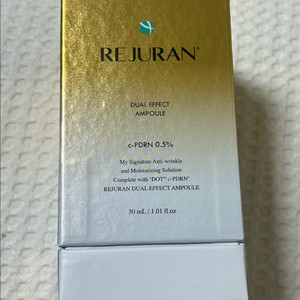 REJURAN®
DUAL EFFECT
AMPOULE
c-PDRN 0.5%
My Signature Anti-wrinkle
and Moisturizing Solution
Complete with "DOT® c-PDRN"
REJURAN DUAL EFFECT AMPOULE
30 mL / 1.01 fl.oz